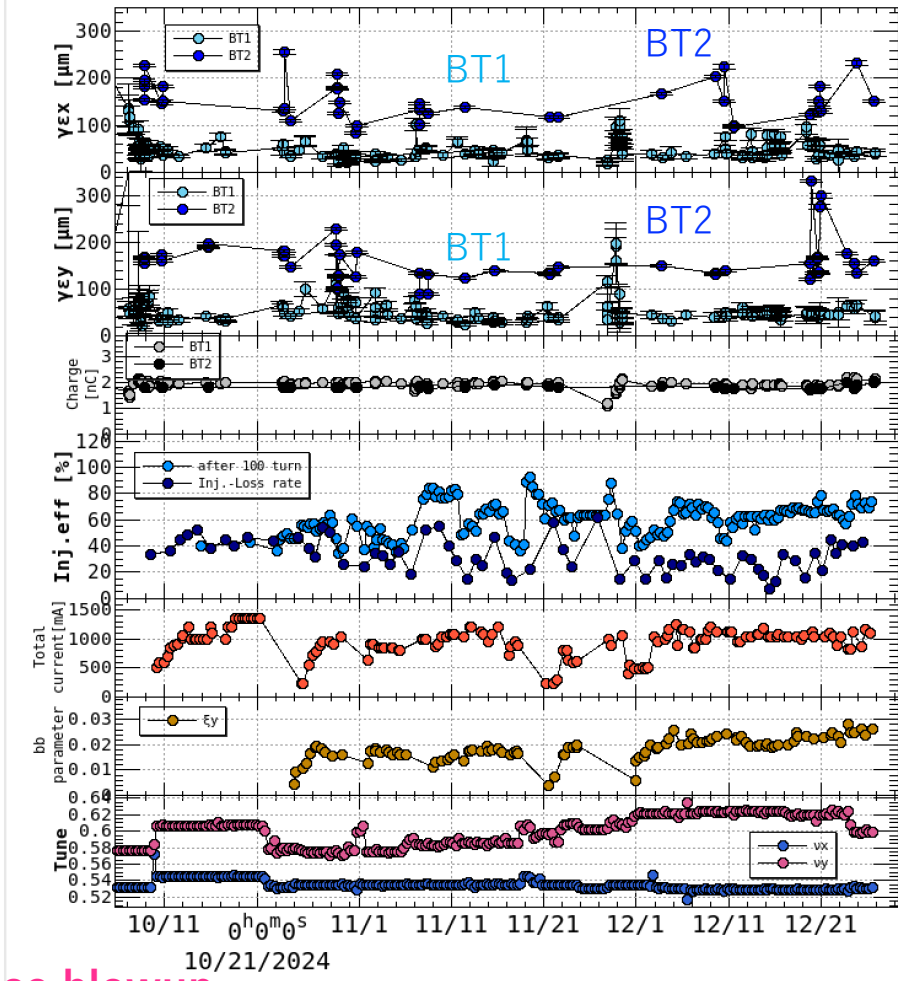 300
200
100
0
γεx [μm]
BT1
BT2
BT1
BT2
300
200
100
0
γεy [μm]
BT1
BT2
BT1
BT2
3
2
1
0
Charge
[nC]
BT1
BT2
120
100
80
60
40
20
0
Inj.eff [%]
after 100 turn
Inj.-Loss rate
1500
1000
500
0
Total
current[mA]
0.03
0.02
0.01
0
bb
parameter
ξy
0.64
0.62
0.6
0.58
0.56
0.54
0.52
Tune
νx
νy
10/11 0h0m0s 11/1 11/11 11/21 12/1 12/11 12/21
10/21/2024